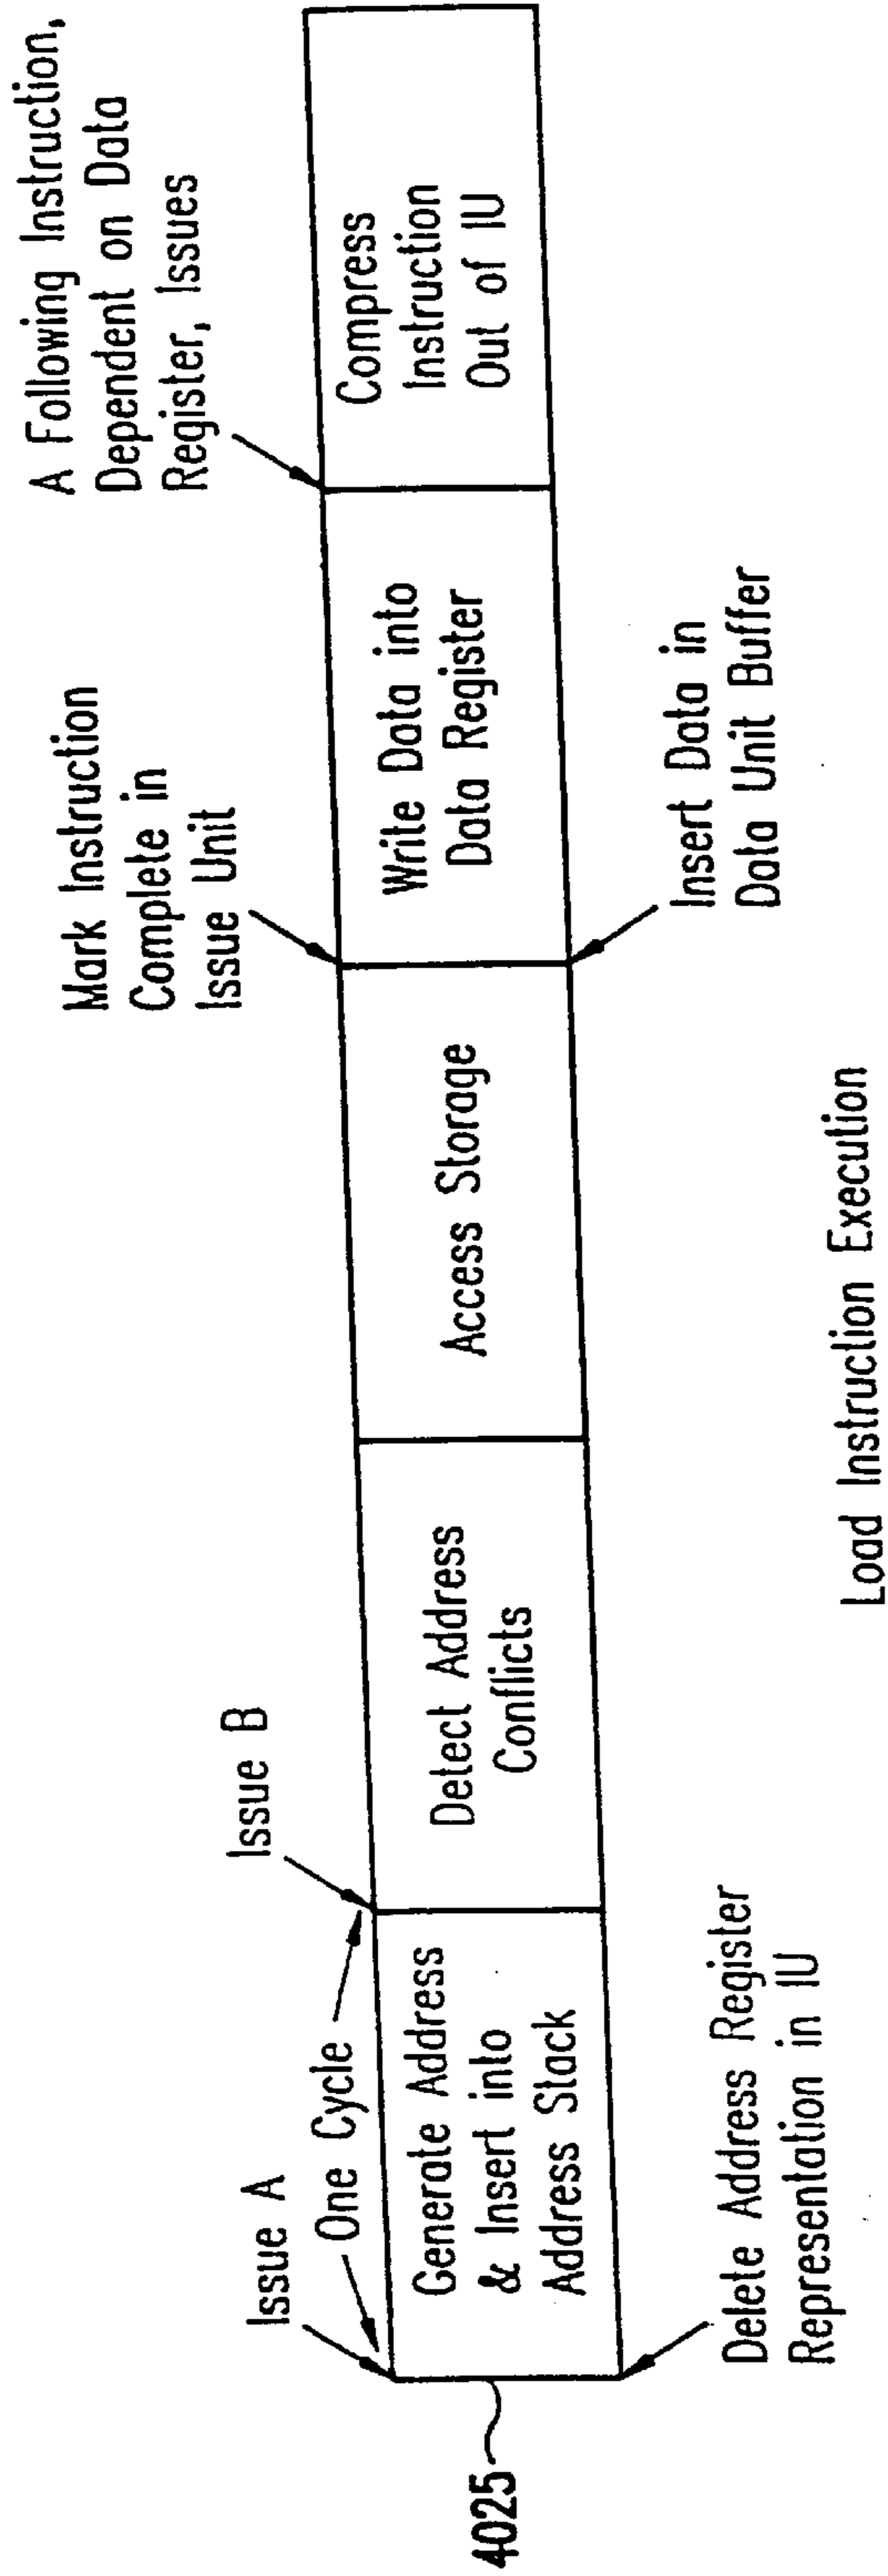 A Following Instruction,
Dependent on Data
Register, Issues
Mark Instruction
Complete in
Issue Unit
Issue B
Issue A
One Cycle
4025
Generate Address
& Insert into
Address Stack
Detect Address
Conflicts
Access Storage
Write Data into
Data Register
Compress
Instruction
Out of IU
Delete Address Register
Representation in IU
Insert Data in
Data Unit Buffer
Load Instruction Execution